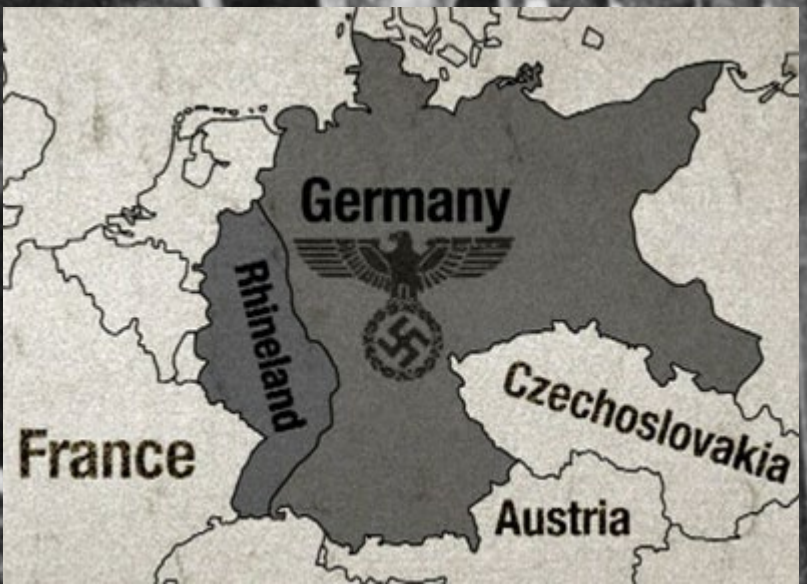 Germany
Rhineland
Czechoslovakia
France
Austria